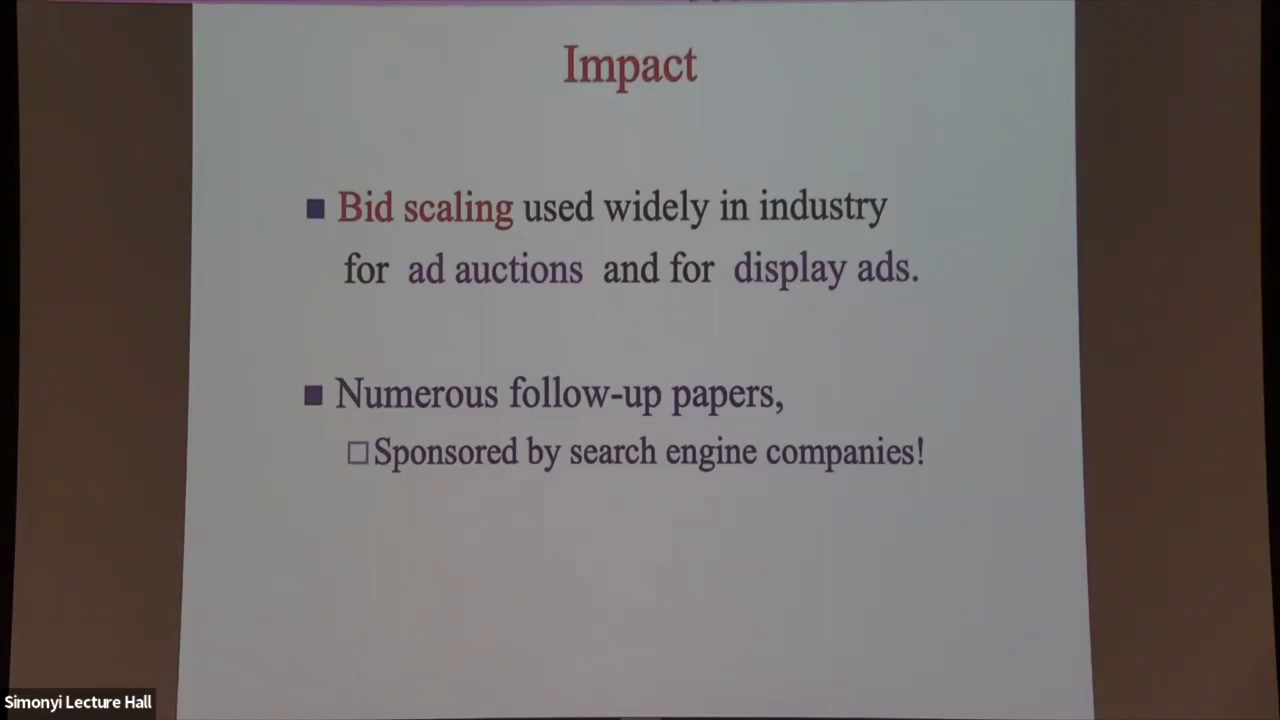 Impact
■ Bid scaling used widely in industry
for ad auctions and for display ads.
■ Numerous follow-up papers,
□ Sponsored by search engine companies!
Simonyi Lecture Hall